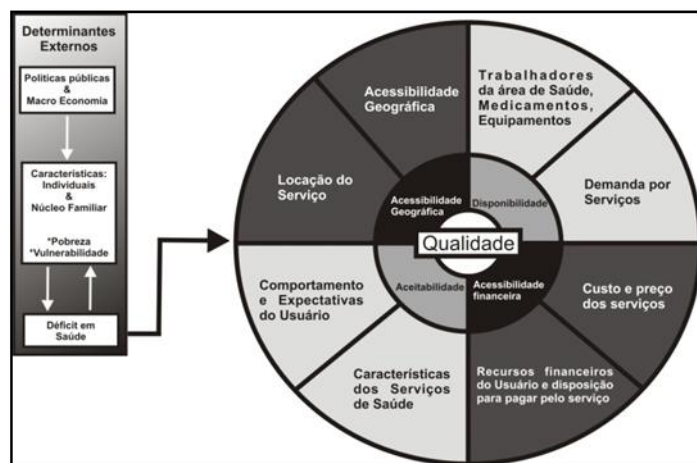 Determinantes
Externos
Políticas públicas
&
Macro Economia
Características:
Individuais
&
Núcleo Familiar
*Pobreza
*Vulnerabilidade
Déficit em
Saúde
Acessibilidade
Geográfica
Trabalhadores
da área de Saúde,
Medicamentos,
Equipamentos
Locação do
Serviço
Demanda por
Serviços
Acessibilidade
Geográfica
Disponibilidade
Qualidade
Aceitabilidade
Acessibilidade
financeira
Comportamento
e Expectativas
do Usuário
Custo e preço
dos serviços
Características
dos Serviços
de Saúde
Recursos financeiros
do Usuário e disposição
para pagar pelo serviço